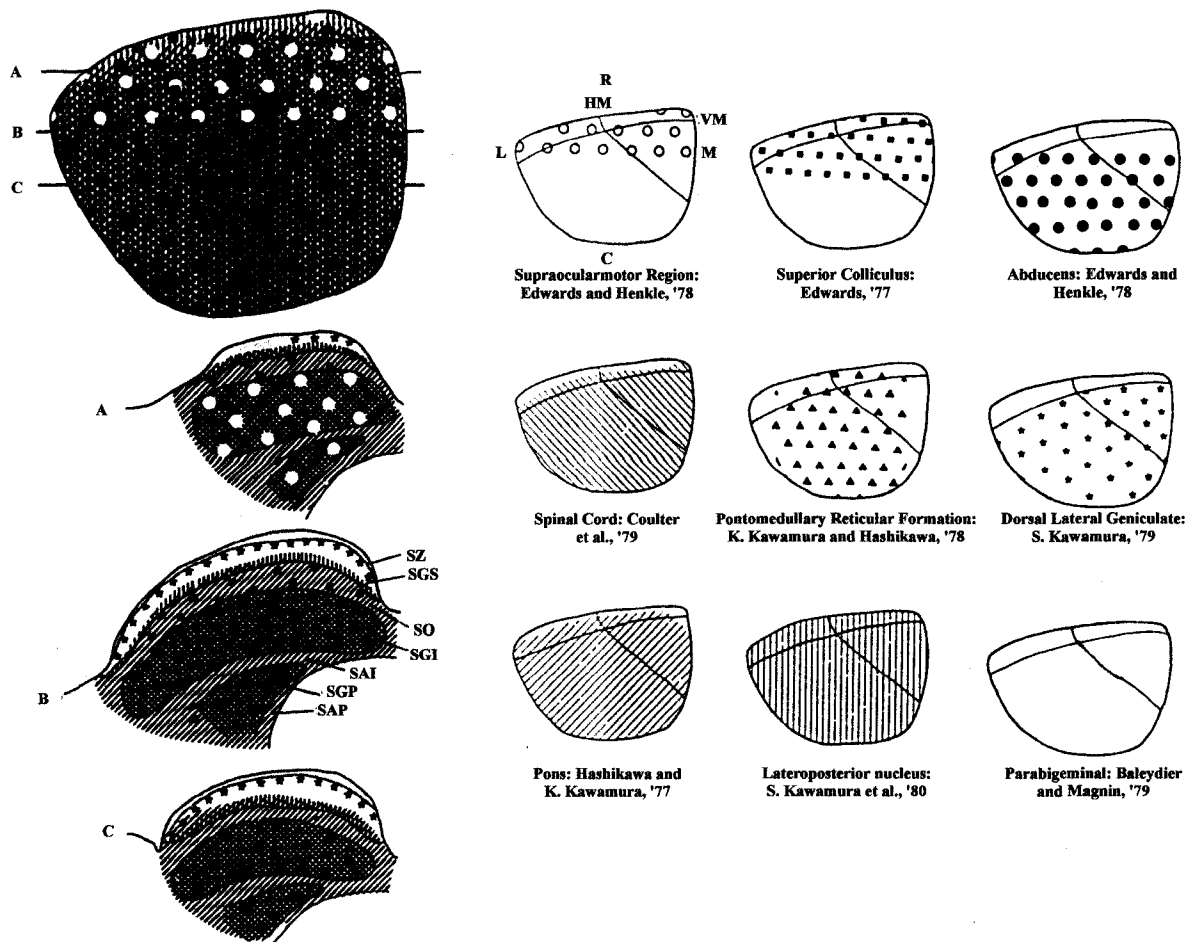 A
B
C
R
HM
VM
L
M
C
Supraocularmotor Region:
Edwards and Henkle, '78
Superior Colliculus:
Edwards, '77
Abducens: Edwards and
Henkle, '78
A
Spinal Cord: Coulter
et al., '79
Pontomedullary Reticular Formation:
K. Kawamura and Hashikawa, '78
Dorsal Lateral Geniculate:
S. Kawamura, '79
SZ
SGS
SO
SGI
SAI
SGP
SAP
B
Pons: Hashikawa and
K. Kawamura, '77
Lateroposterior nucleus:
S. Kawamura et al., '80
Parabigeminal: Baleydier
and Magnin, '79
C